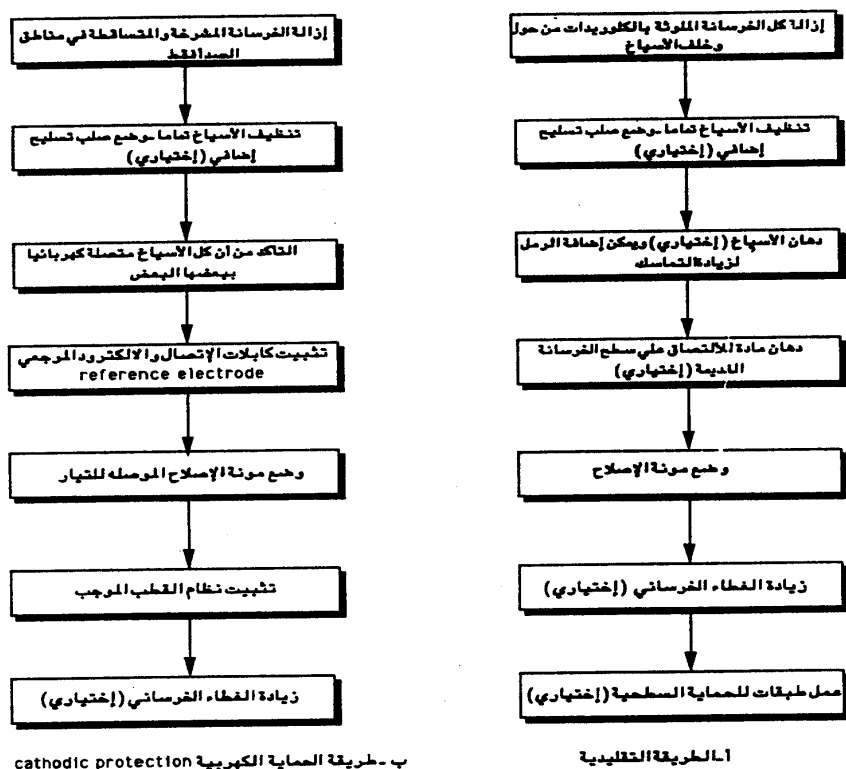 إزالة كل الخرسانة الملوثة بالكلوريدات من حول
وخلف الأسياخ
تنظيف الأسياخ تماما ـ وضع صلب تسليح
إضافي (إختياري)
دهان الأسياخ (إختياري) ويمكن إضافة الرمل
لزيادة التماسك
دهان مادة للالتصاق علي سطح الخرسانة
القديمة (إختياري)
وضع مونة الإصلاح
زيادة الغطاء الخرساني (إختياري)
عمل طبقات للحماية السطحية (إختياري)
أ ـ الطريقة التقليدية
إزالة الخرسانة المشرخة والمتساقطة في مناطق
الصدأ فقط
تنظيف الأسياخ تماما ـ وضع صلب تسليح
إضافي (إختياري)
التاكد من أن كل الأسياخ متصلة كهربائيا
ببعضها البعض
تثبيت كابلات الإتصال والالكترود المرجعي
reference electrode
وضع مونة الإصلاح الموصله للتيار
تثبيت نظام القطب الموجب
زيادة الغطاء الخرساني (إختياري)
ب ـ طريقة الحماية الكهربية cathodic protection